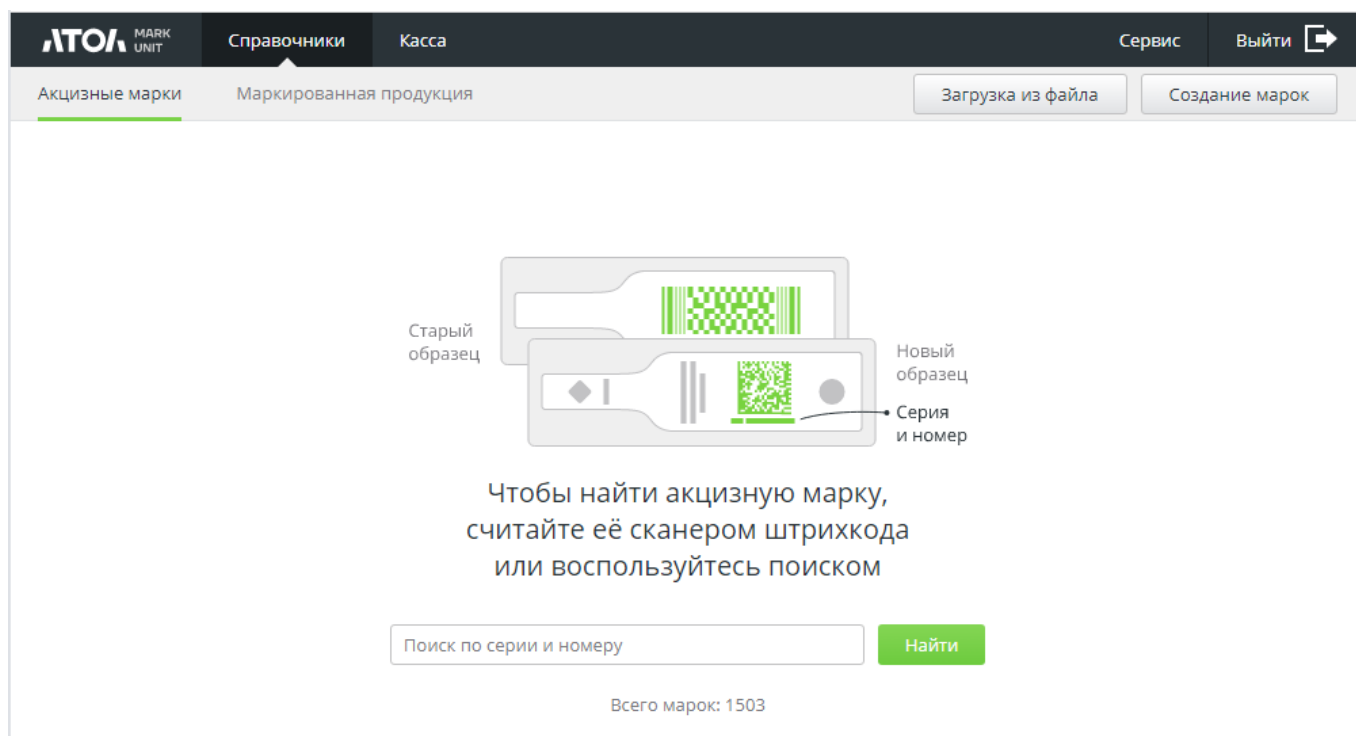 АТОЛ MARK UNIT
Справочники
Касса
Сервис
Выйти
Акцизные марки
Маркированная продукция
Загрузка из файла
Создание марок
Старый
образец
Новый
образец
Серия
и номер
Чтобы найти акцизную марку,
считайте её сканером штрихкода
или воспользуйтесь поиском
Поиск по серии и номеру
Найти
Всего марок: 1503